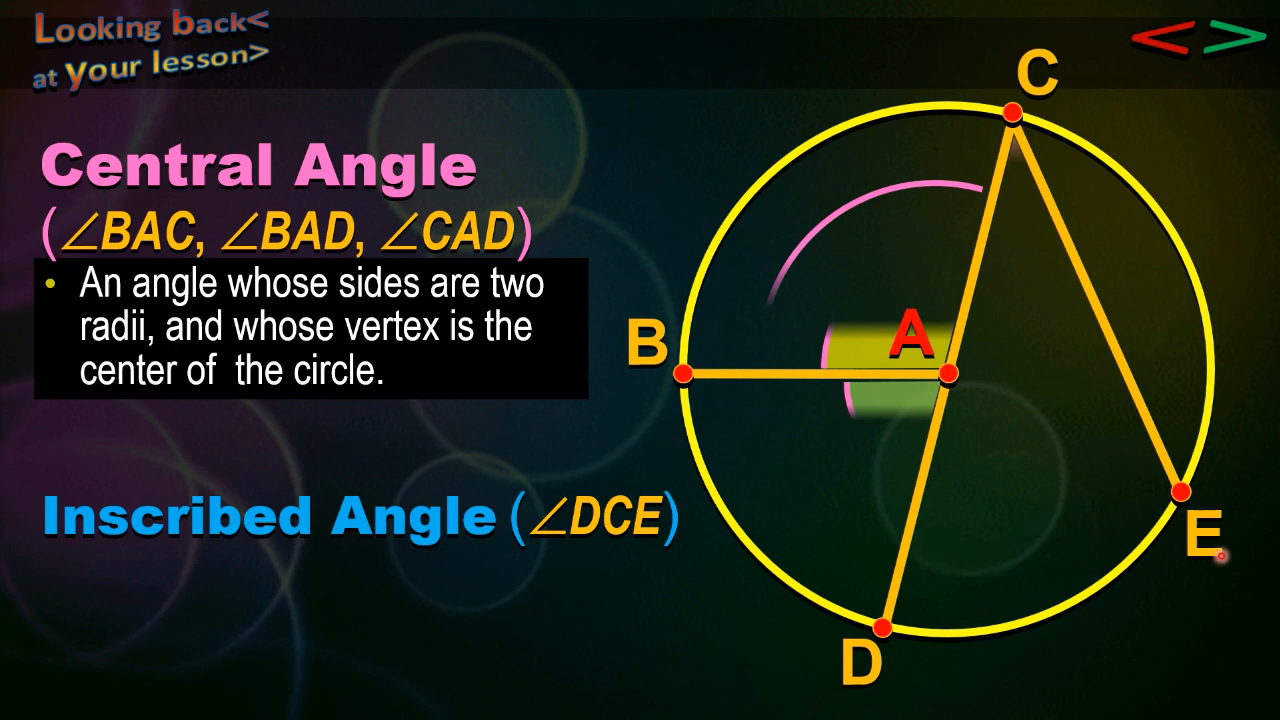 Looking back<
at your lesson>
< >
Central Angle
(∠BAC, ∠BAD, ∠CAD)
• An angle whose sides are two
radii, and whose vertex is the
center of the circle.
Inscribed Angle (∠DCE)
C
A
B
E
D